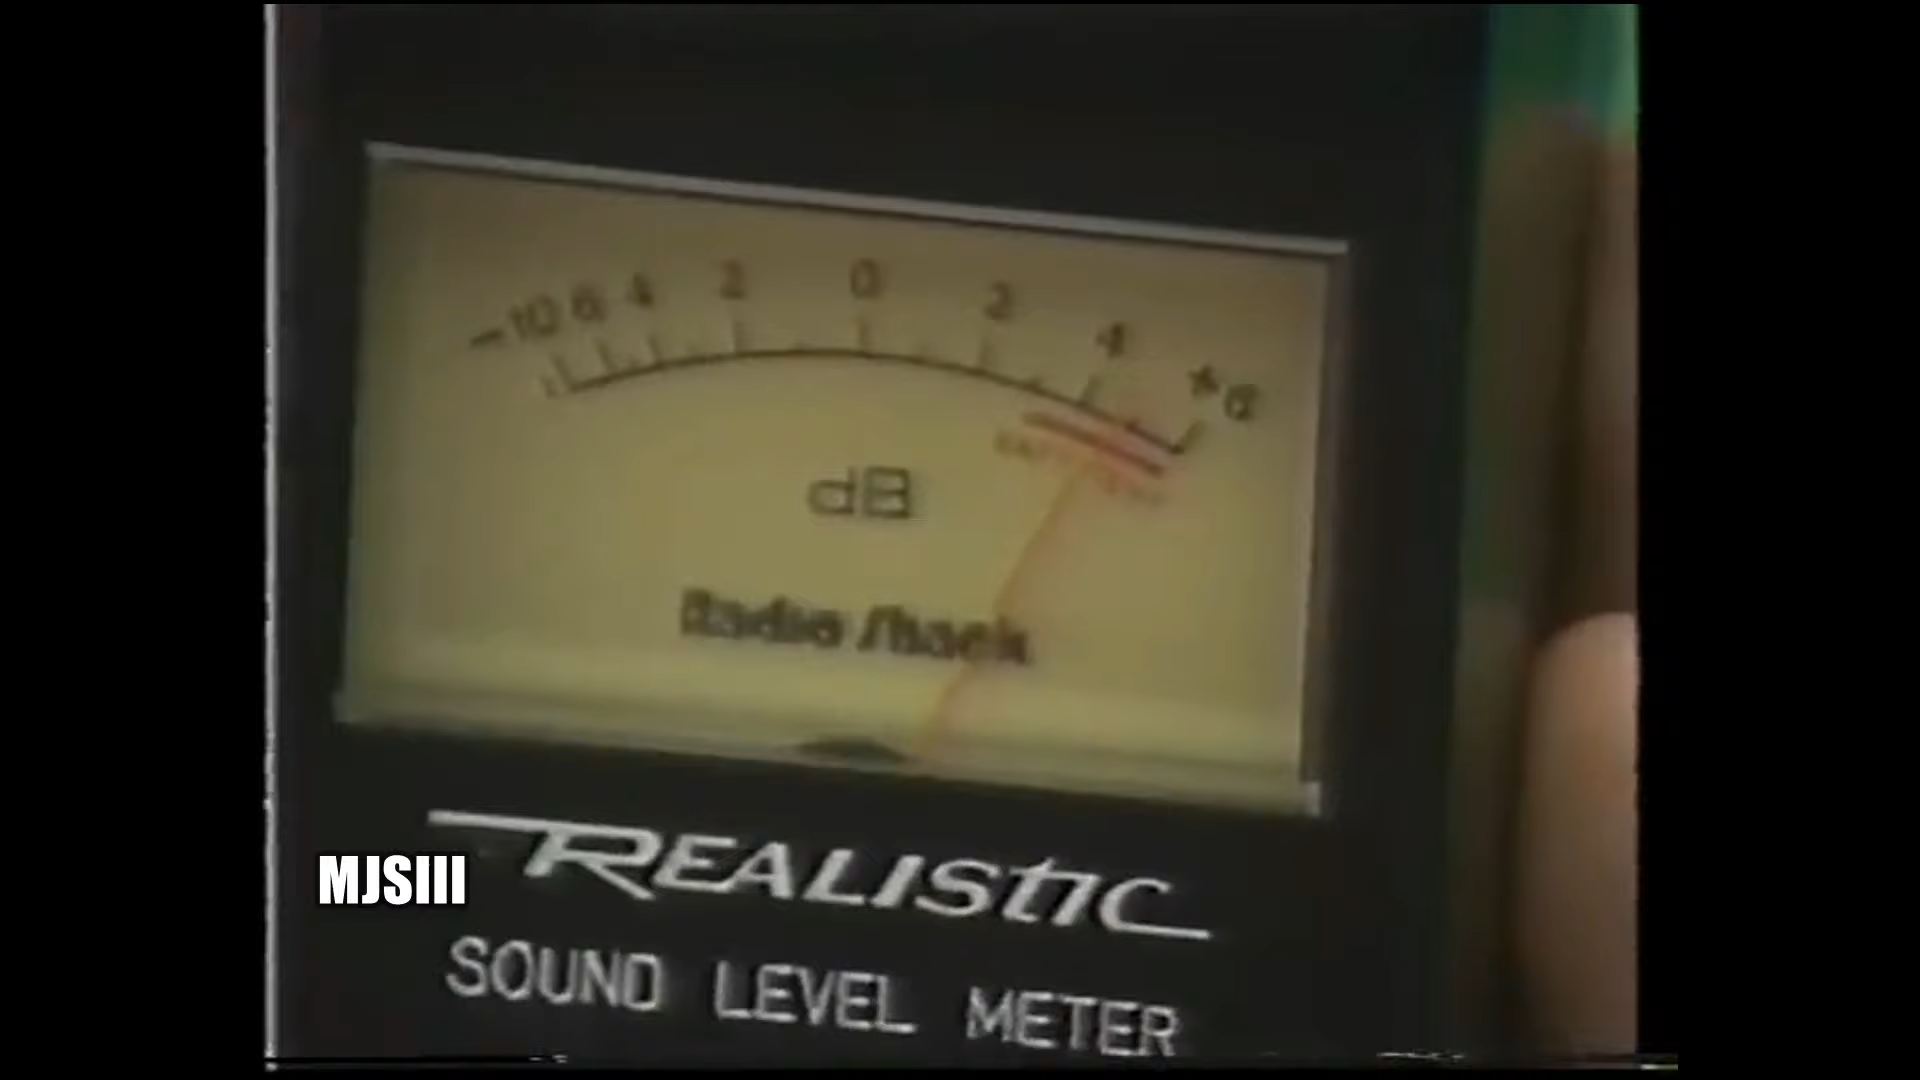 -10 6 4 2 0 2 4 +6
dB
Radio Shack
REALISTIC
MJSIII
SOUND LEVEL METER